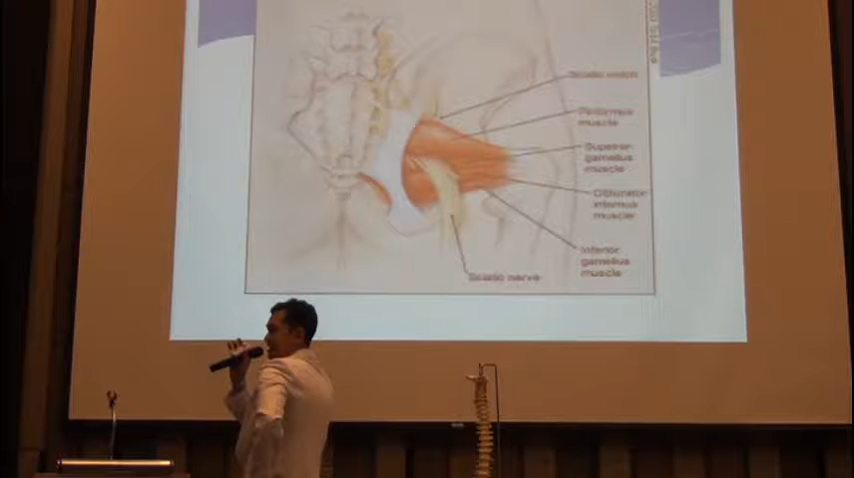 Sciatic notch
Piriformis
muscle
Superior
gemellus
muscle
Obturator
internus
muscle
Inferior
gemellus
muscle
Sciatic nerve